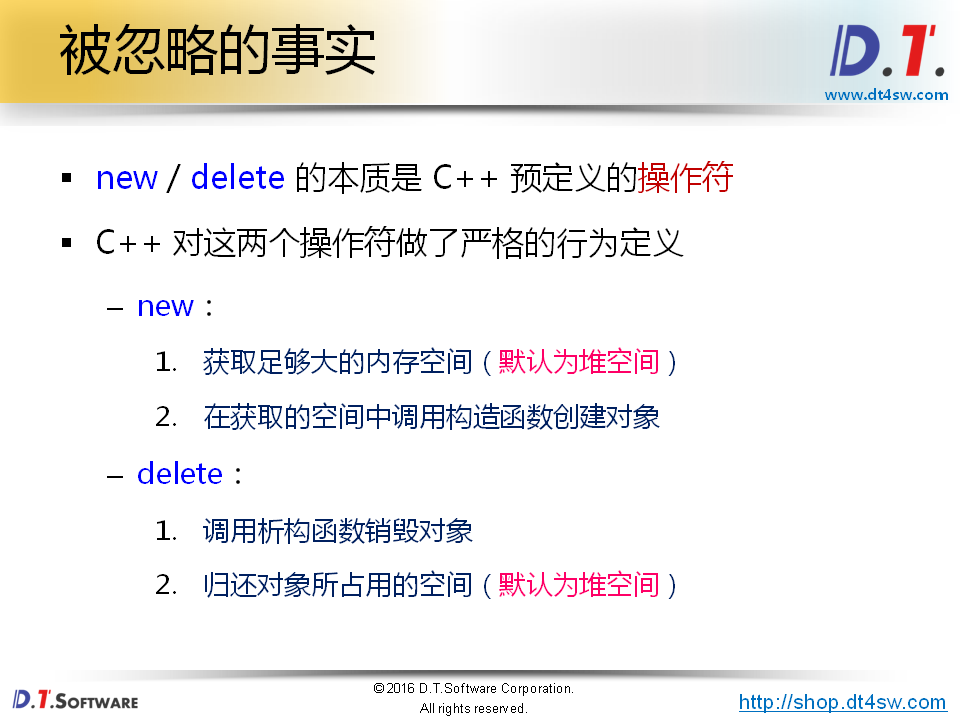 被忽略的事实
D.T.
www.dt4sw.com
▪ new / delete 的本质是 C++ 预定义的操作符
▪ C++ 对这两个操作符做了严格的行为定义
– new：
1. 获取足够大的内存空间（默认为堆空间）
2. 在获取的空间中调用构造函数创建对象
– delete：
1. 调用析构函数销毁对象
2. 归还对象所占用的空间（默认为堆空间）
D.T.SOFTWARE
©2016 D.T.Software Corporation.
All rights reserved.
http://shop.dt4sw.com